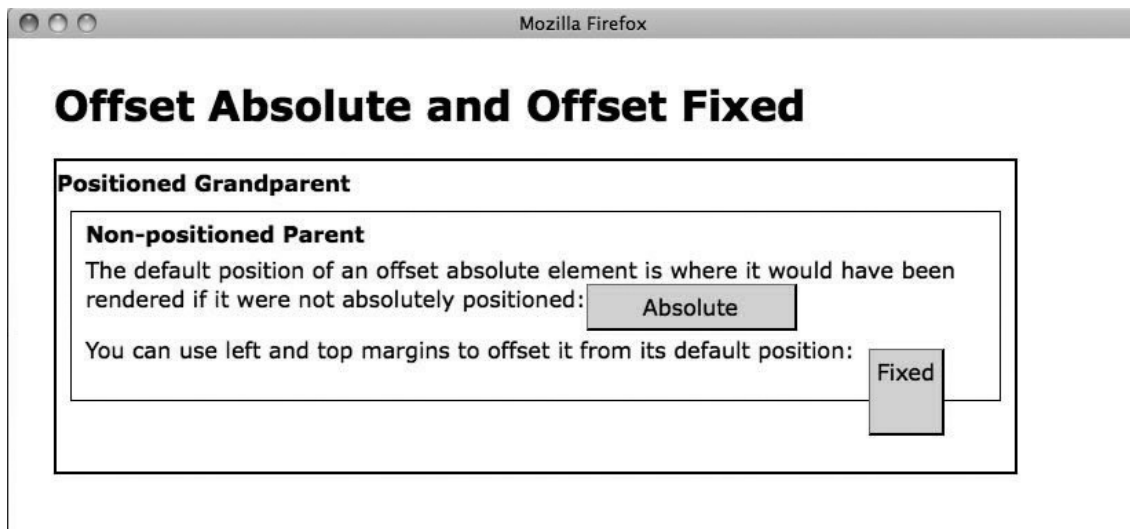 Mozilla Firefox
Offset Absolute and Offset Fixed
Positioned Grandparent
Non-positioned Parent
The default position of an offset absolute element is where it would have been
rendered if it were not absolutely positioned: Absolute
You can use left and top margins to offset it from its default position:
Fixed